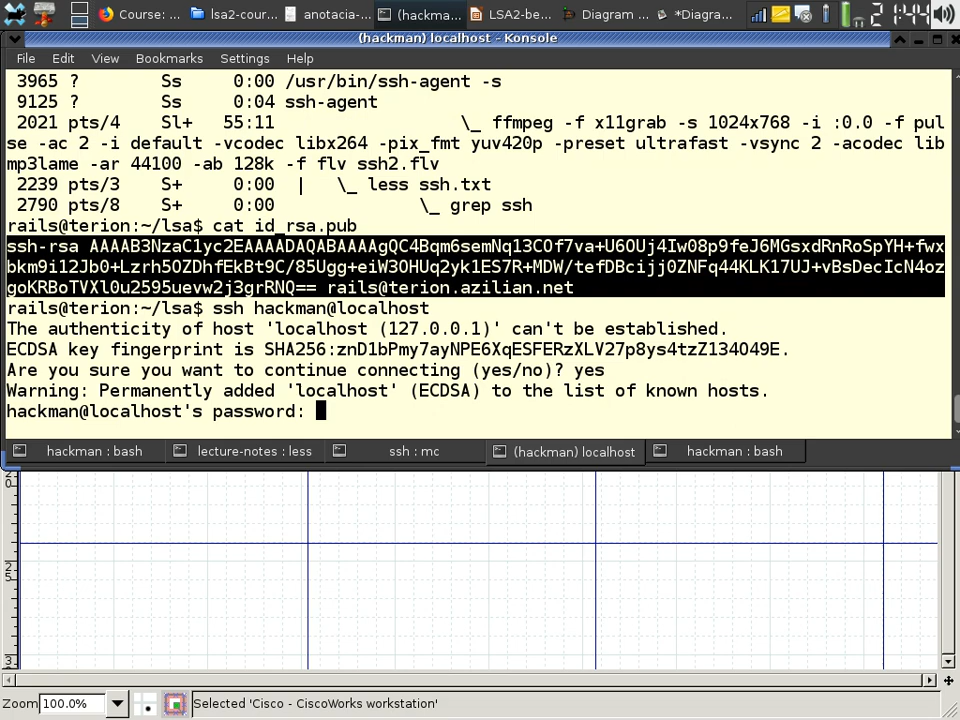 Course: ...
lsa2-cour...
anotacia-...
(hackma...
LSA2-be...
Diagram ...
*Diagra...
2 1:44
(hackman) localhost - Konsole
File Edit View Bookmarks Settings Help
3965 ? Ss 0:00 /usr/bin/ssh-agent -s
9125 ? Ss 0:04 ssh-agent
2021 pts/4 Sl+ 55:11 \_ ffmpeg -f x11grab -s 1024x768 -i :0.0 -f pul
se -ac 2 -i default -vcodec libx264 -pix_fmt yuv420p -preset ultrafast -vsync 2 -acodec lib
mp3lame -ar 44100 -ab 128k -f flv ssh2.flv
2239 pts/3 S+ 0:00 | \_ less ssh.txt
2790 pts/8 S+ 0:00 \_ grep ssh
rails@terion:~/lsa$ cat id_rsa.pub
ssh-rsa AAAAB3NzaC1yc2EAAAADAQABAAAAgQC4Bqm6semNq13COf7va+U6OUj4Iw08p9feJ6MGsxdRnRoSpYH+fwx
bkm9i12Jb0+Lzrh5OZDhfEkBt9C/85Ugg+eiW3OHUq2yk1ES7R+MDW/tefDBcijj0ZNFq44KLK17UJ+vBsDecIcN4oz
goKRBoTVXl0u2595uevw2j3grRNQ== rails@terion.azilian.net
rails@terion:~/lsa$ ssh hackman@localhost
The authenticity of host 'localhost (127.0.0.1)' can't be established.
ECDSA key fingerprint is SHA256:znD1bPmy7ayNPE6XqESFERzXLV27p8ys4tzZ134O49E.
Are you sure you want to continue connecting (yes/no)? yes
Warning: Permanently added 'localhost' (ECDSA) to the list of known hosts.
hackman@localhost's password:
hackman : bash
lecture-notes : less
ssh : mc
(hackman) localhost
hackman : bash
25
3
Zoom 100.0% Selected 'Cisco - CiscoWorks workstation'